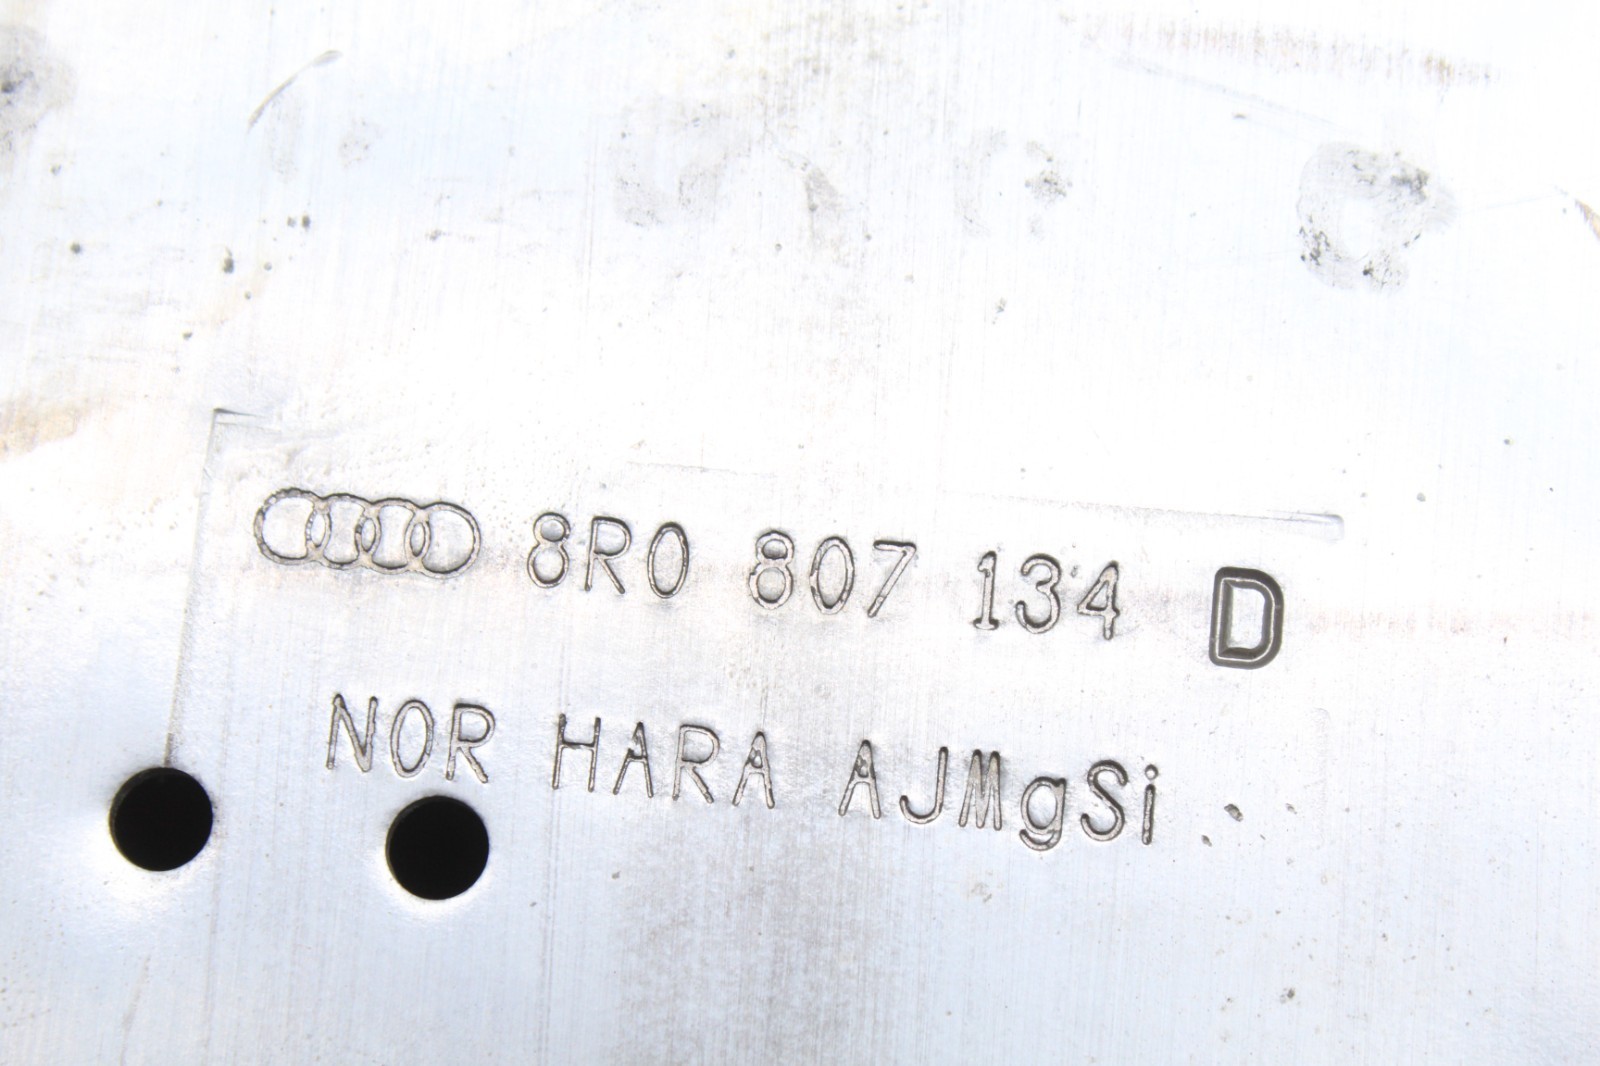 8R0 807 134 D
NOR HARA AJMgSi